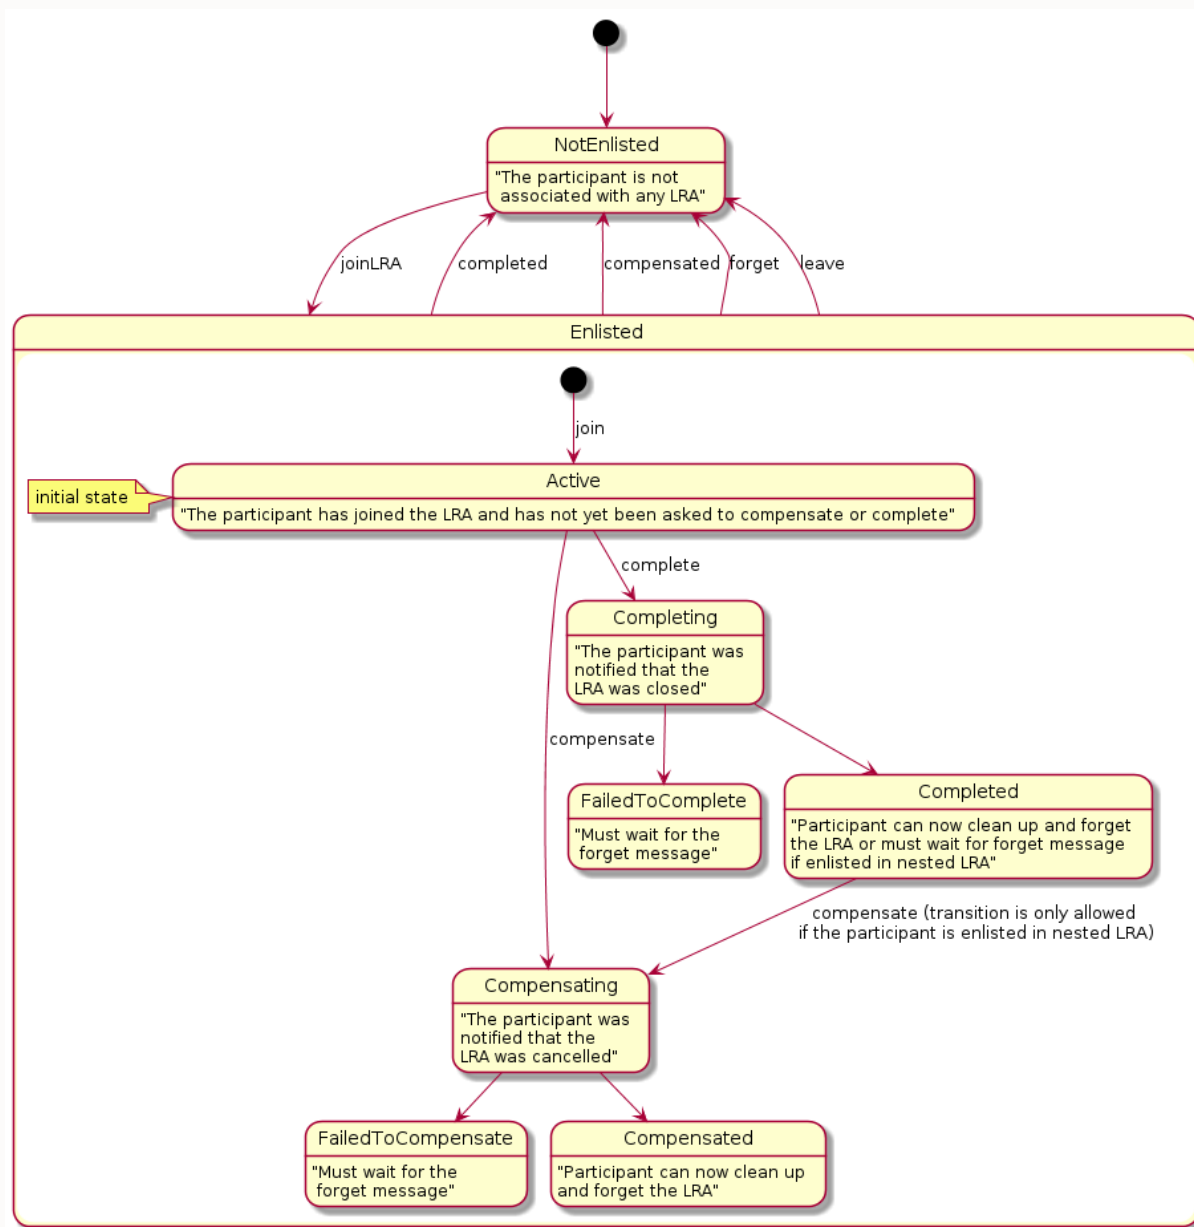 NotEnlisted
"The participant is not
associated with any LRA"
joinLRA
completed
compensated
forget
leave
Enlisted
join
initial state
Active
"The participant has joined the LRA and has not yet been asked to compensate or complete"
complete
Completing
"The participant was
notified that the
LRA was closed"
compensate
FailedToComplete
"Must wait for the
forget message"
Completed
"Participant can now clean up and forget
the LRA or must wait for forget message
if enlisted in nested LRA"
compensate (transition is only allowed
if the participant is enlisted in nested LRA)
Compensating
"The participant was
notified that the
LRA was cancelled"
FailedToCompensate
"Must wait for the
forget message"
Compensated
"Participant can now clean up
and forget the LRA"